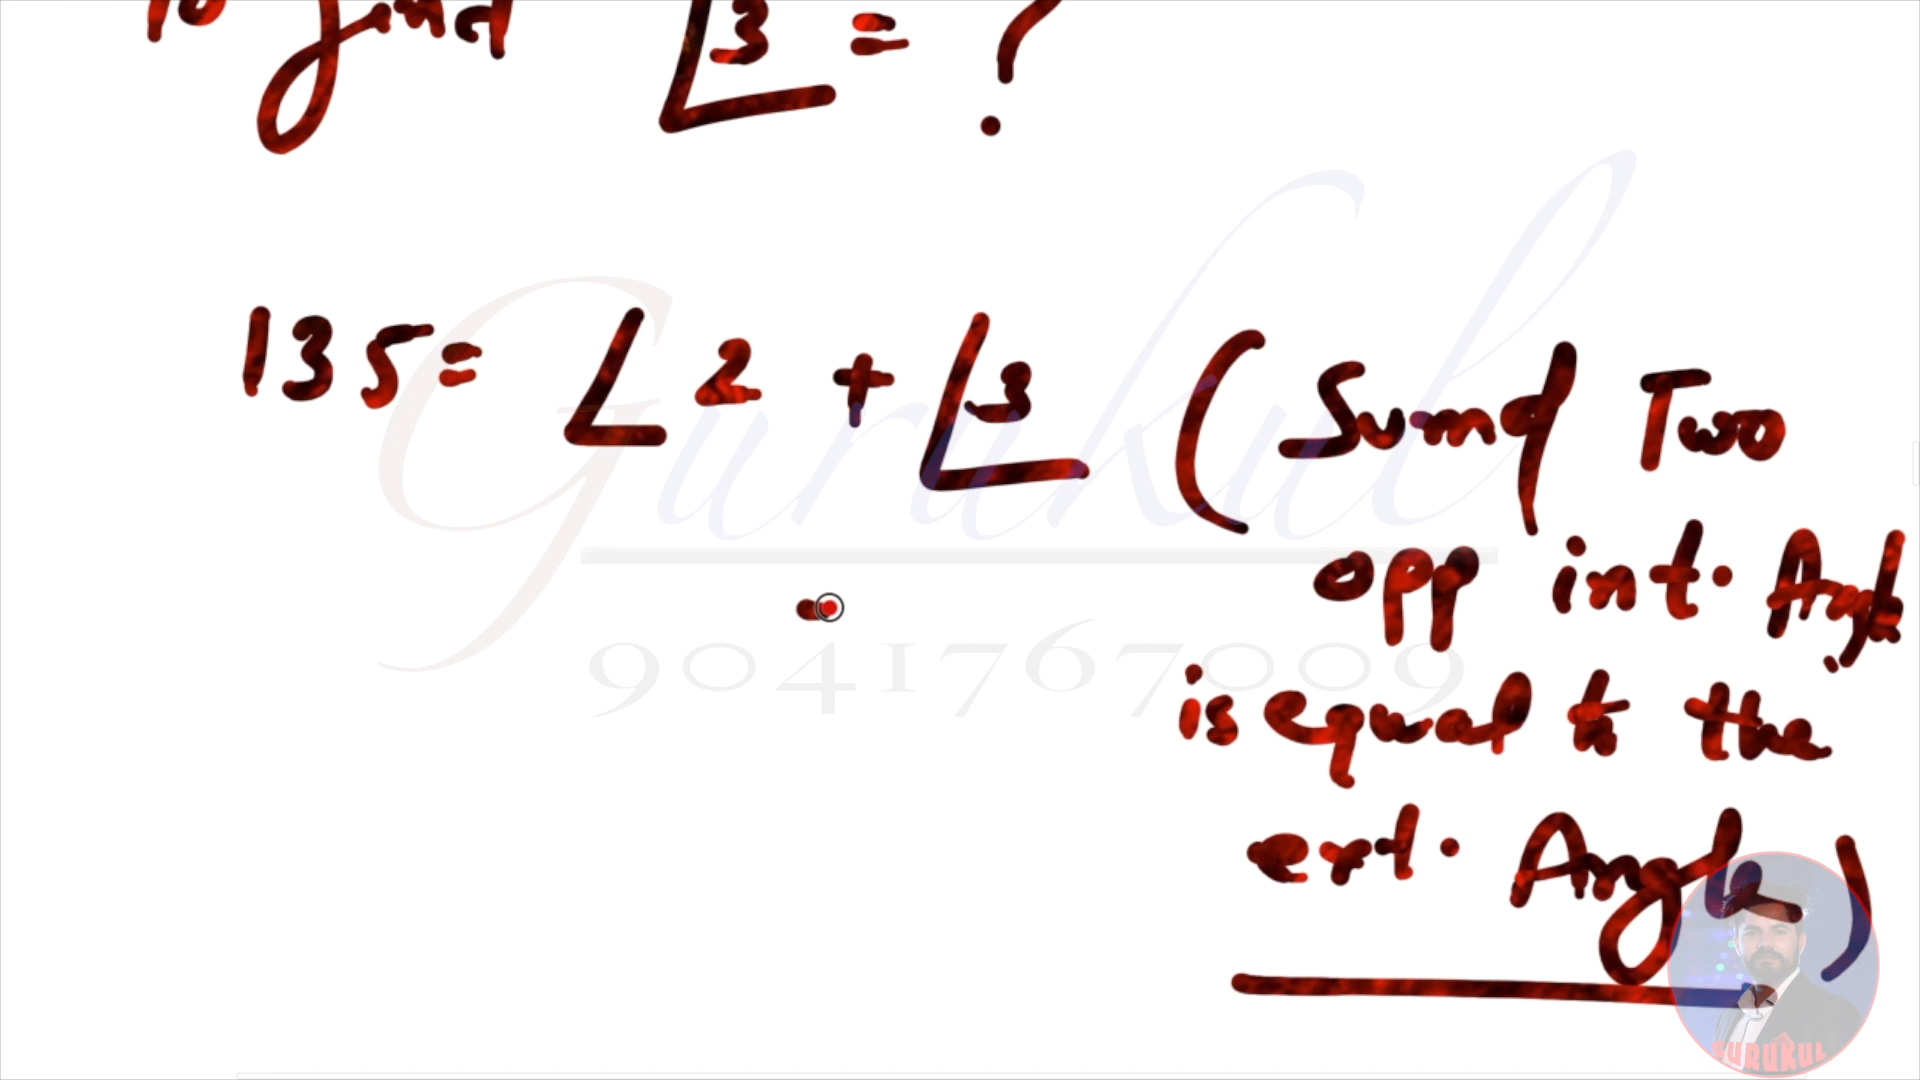 To find ∠3 = ?
135 = ∠2 + ∠3 (Sum of Two
opp int. Angle
is equal to the
ext. Angle)
Gurukul
9041767009
GURUKUL